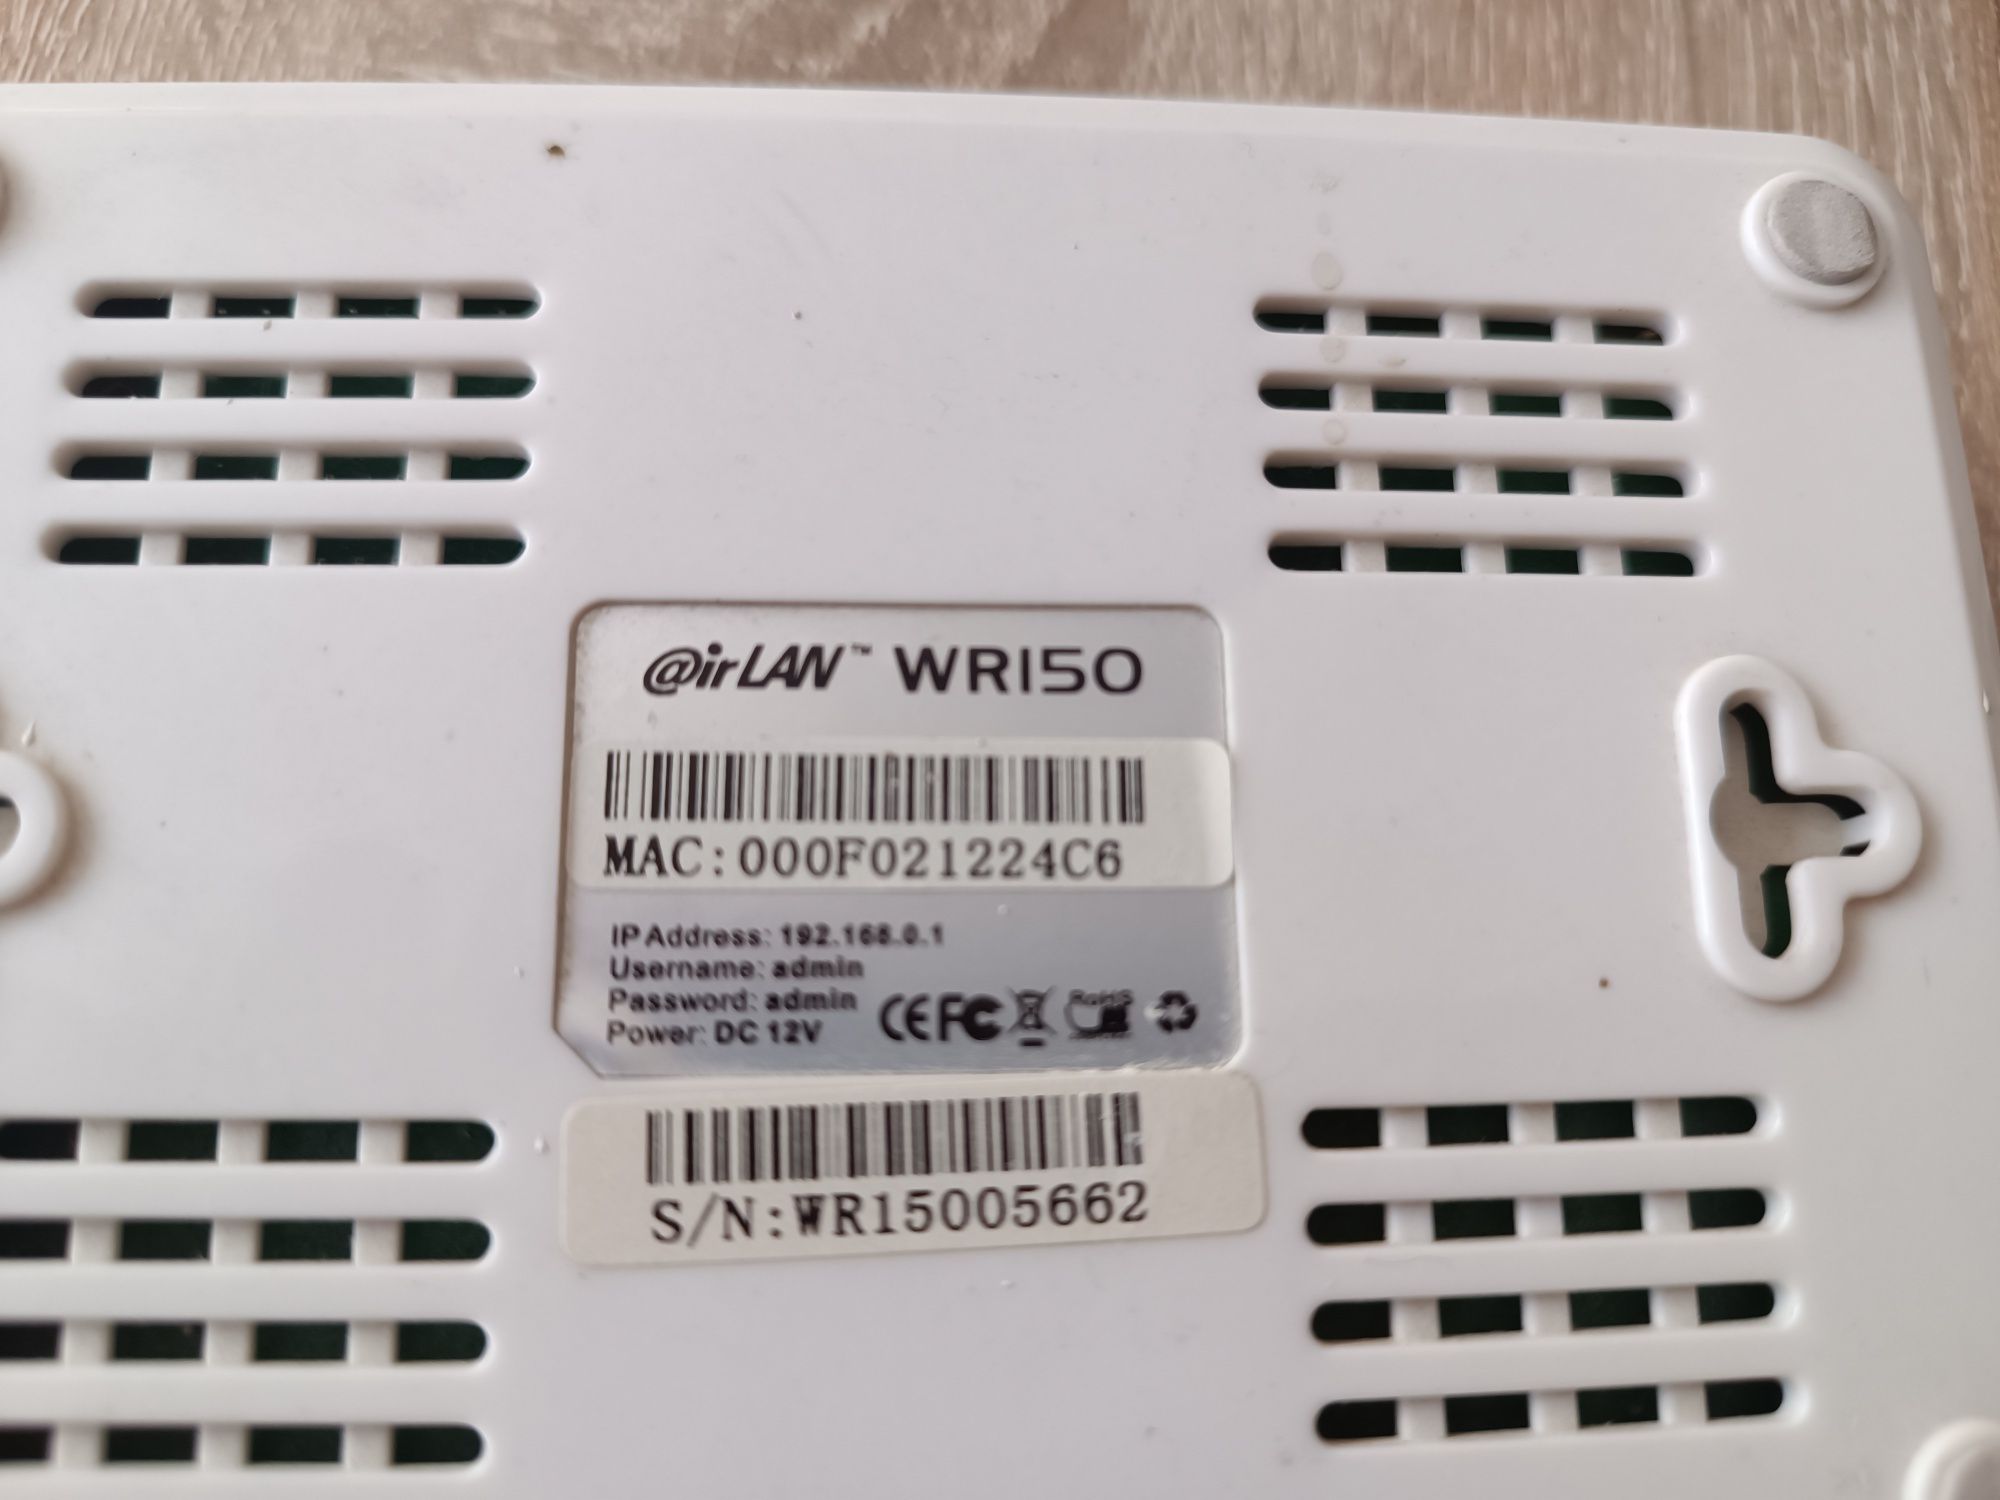 @irLAN™ WR150
MAC:000F021224C6
IP Address: 192.168.0.1
Username: admin
Password: admin
Power: DC 12V
CE FC RoHS
S/N:WR15005662